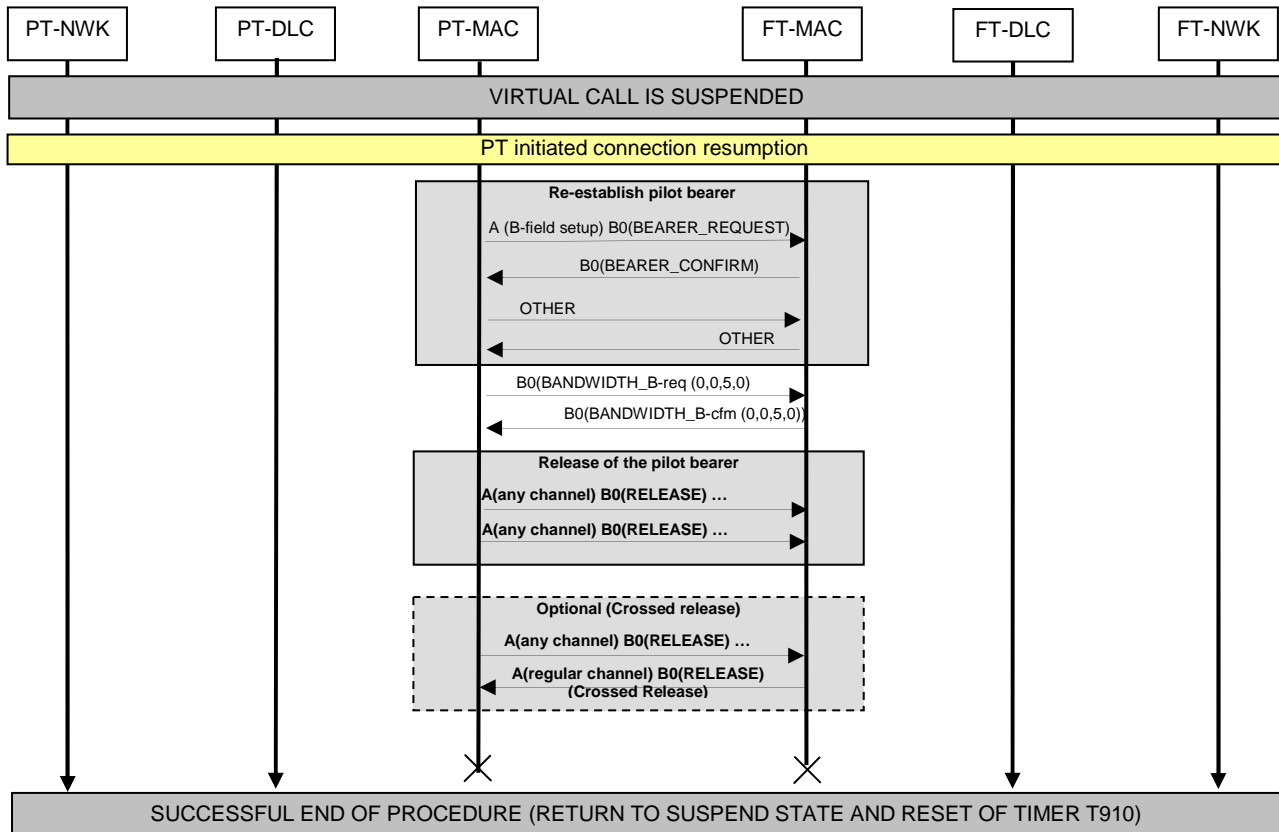 PT-NWK PT-DLC PT-MAC FT-MAC FT-DLC FT-NWK
VIRTUAL CALL IS SUSPENDED
PT initiated connection resumption
Re-establish pilot bearer
A (B-field setup) B0(BEARER_REQUEST)
B0(BEARER_CONFIRM)
OTHER
OTHER
B0(BANDWIDTH_B-req (0,0,5,0)
B0(BANDWIDTH_B-cfm (0,0,5,0))
Release of the pilot bearer
A(any channel) B0(RELEASE) …
A(any channel) B0(RELEASE) …
Optional (Crossed release)
A(any channel) B0(RELEASE) …
A(regular channel) B0(RELEASE)
(Crossed Release)
SUCCESSFUL END OF PROCEDURE (RETURN TO SUSPEND STATE AND RESET OF TIMER T910)